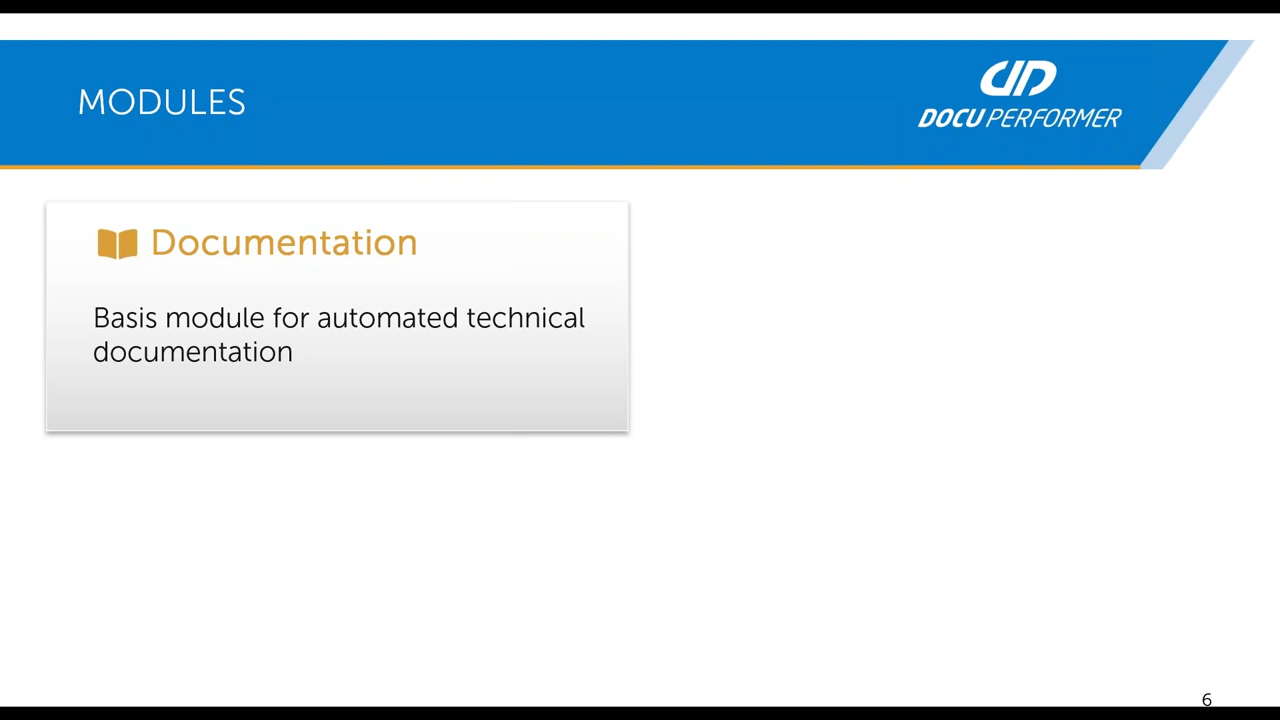 MODULES
DOCU PERFORMER
Documentation
Basis module for automated technical
documentation
6